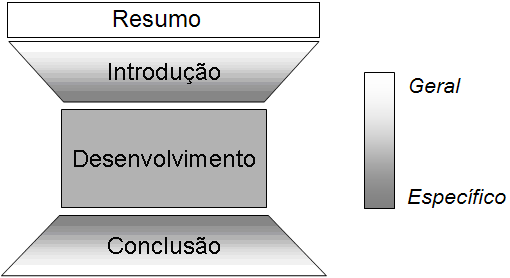 Resumo
Introdução
Desenvolvimento
Conclusão
Geral
Específico